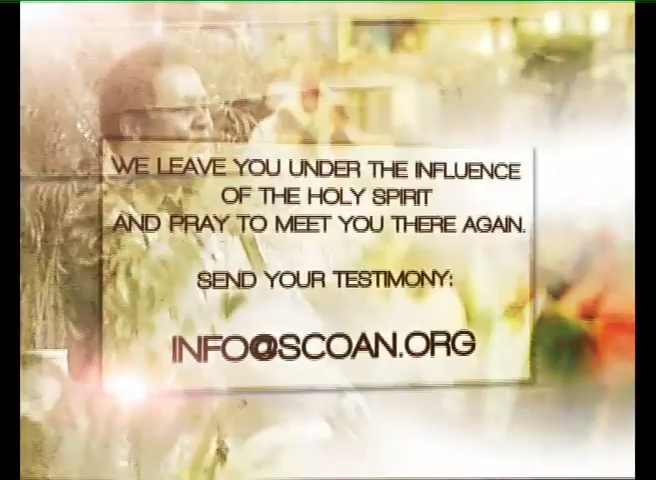 WE LEAVE YOU UNDER THE INFLUENCE
OF THE HOLY SPIRIT
AND PRAY TO MEET YOU THERE AGAIN.
SEND YOUR TESTIMONY:
INFO@SCOAN.ORG